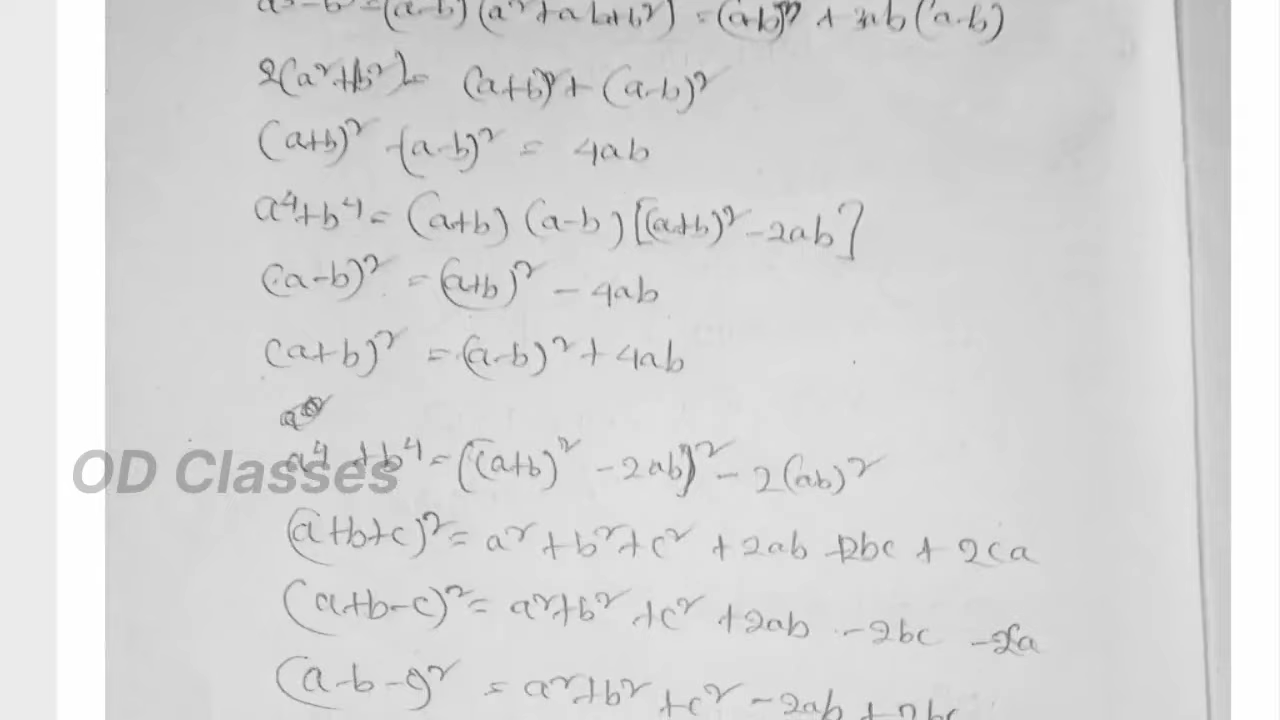 a³-b³ =(a-b)(a²+ab+b²) =(a-b)³ + 3ab(a-b)
2(a²+b²)= (a+b)²+(a-b)²
(a+b)² -(a-b)² = 4ab
a⁴+b⁴= (a+b) (a-b) [(a+b)² -2ab]
(a-b)² =(a+b)² - 4ab
(a+b)² =(a-b)²+4ab
a⁴ +b⁴=((a+b)² -2ab)² - 2(ab)²
OD Classes
(a+b+c)²= a²+b²+c² +2ab +2bc + 2ca
(a+b-c)²= a²+b² +c² +2ab -2bc -2ca
(a-b-c)² = a²+b² +c² -2ab +2bc